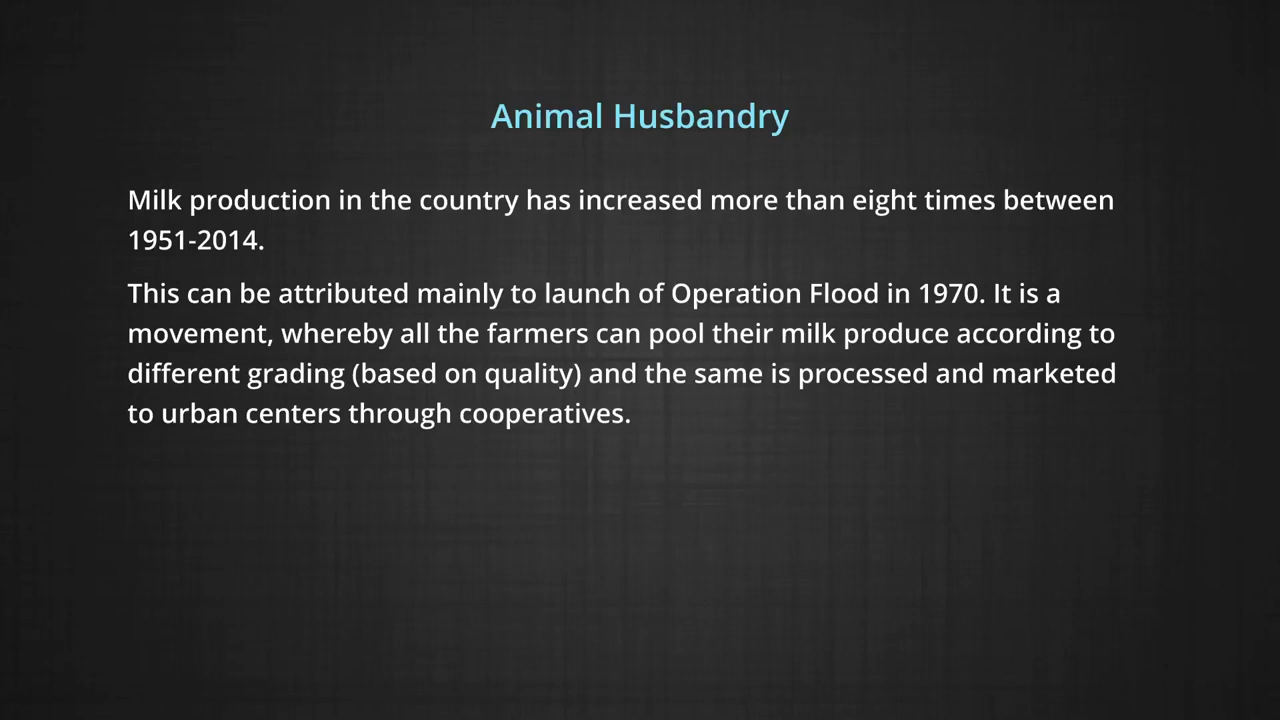 Animal Husbandry
Milk production in the country has increased more than eight times between
1951-2014.
This can be attributed mainly to launch of Operation Flood in 1970. It is a
movement, whereby all the farmers can pool their milk produce according to
different grading (based on quality) and the same is processed and marketed
to urban centers through cooperatives.